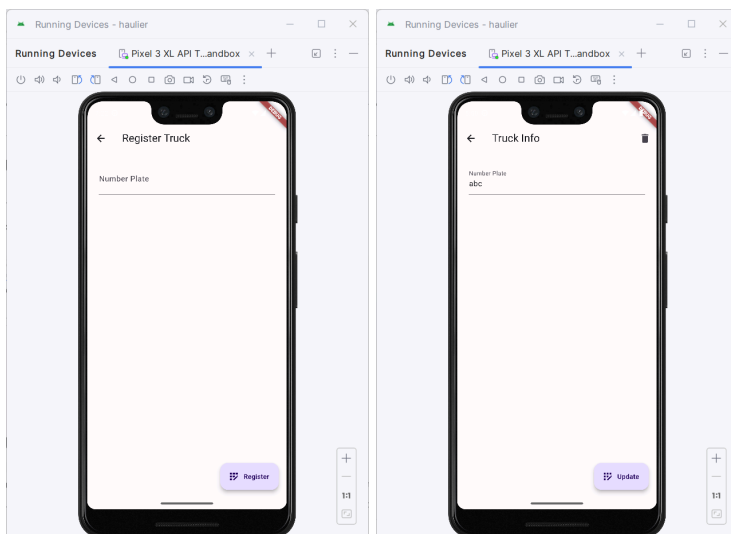 Running Devices - haulier
Running Devices
Pixel 3 XL API T...andbox
Register Truck
Number Plate
Register
1:1
Running Devices - haulier
Running Devices
Pixel 3 XL API T...andbox
Truck Info
Number Plate
abc
Update
1:1